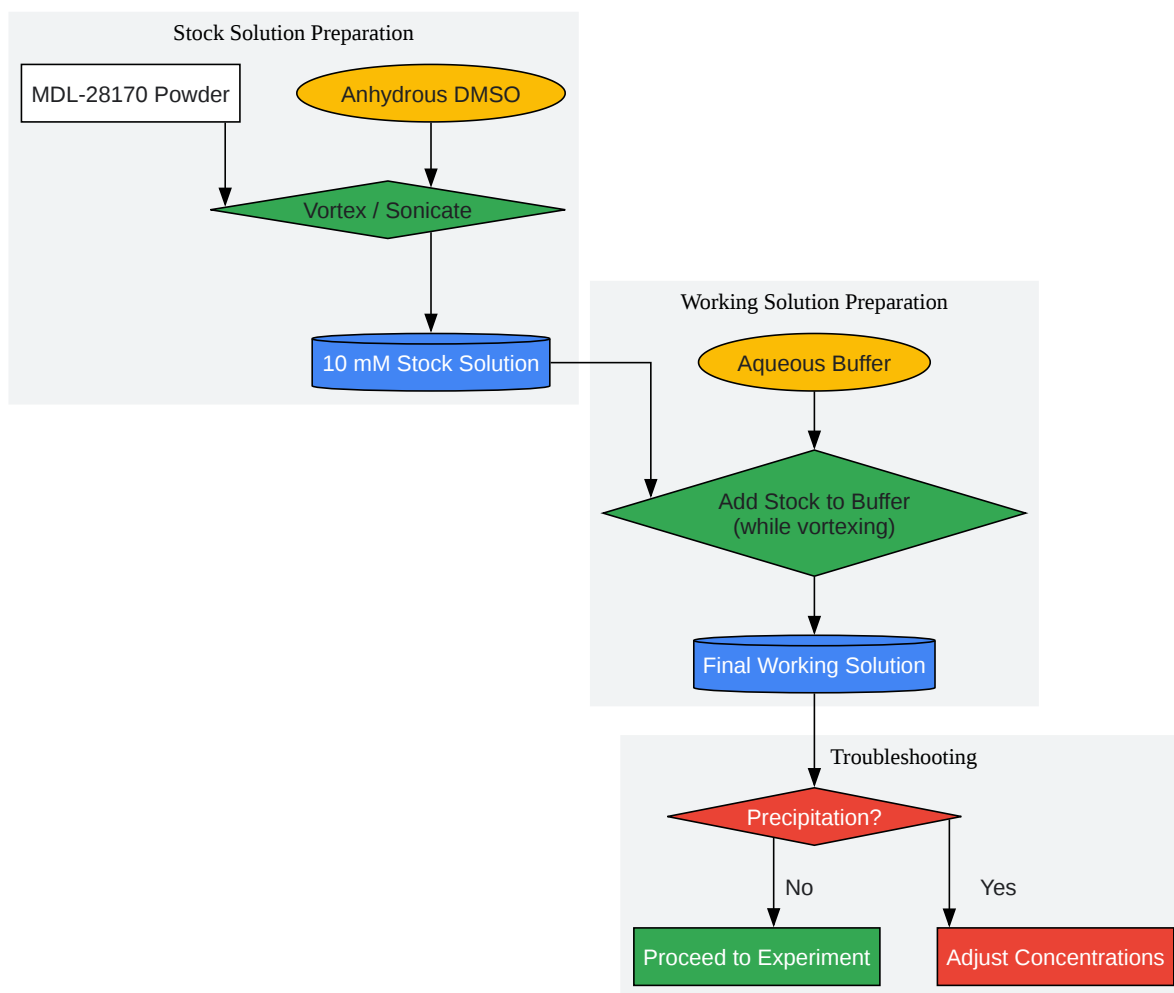 Stock Solution Preparation
MDL-28170 Powder
Anhydrous DMSO
Vortex / Sonicate
10 mM Stock Solution
Working Solution Preparation
Aqueous Buffer
Add Stock to Buffer
(while vortexing)
Final Working Solution
Troubleshooting
Precipitation?
No
Yes
Proceed to Experiment
Adjust Concentrations